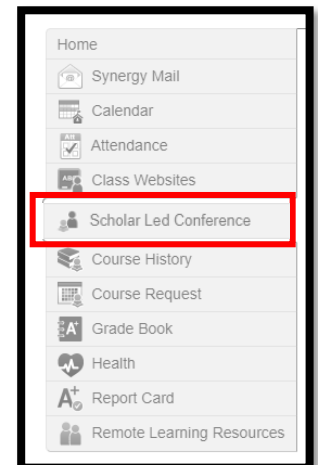 Home
Synergy Mail
Calendar
Attendance
Class Websites
Scholar Led Conference
Course History
Course Request
Grade Book
Health
Report Card
Remote Learning Resources